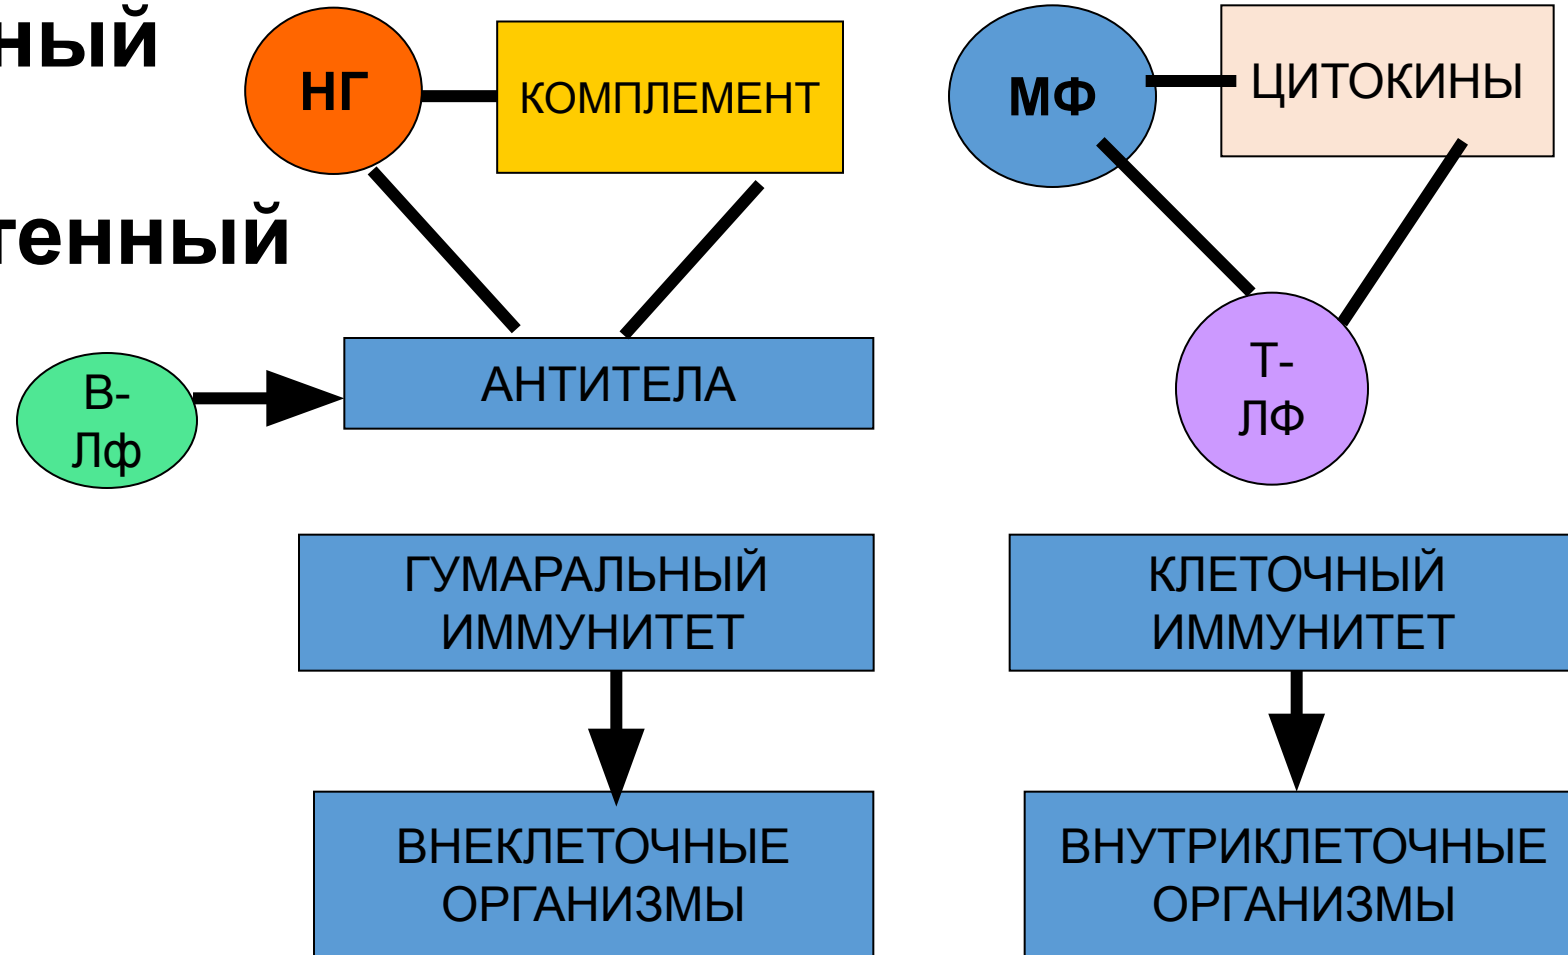 ный
НГ
КОМПЛЕМЕНТ
МФ
ЦИТОКИНЫ
тенный
В-
Лф
АНТИТЕЛА
Т-
ЛФ
ГУМАРАЛЬНЫЙ
ИММУНИТЕТ
КЛЕТОЧНЫЙ
ИММУНИТЕТ
ВНЕКЛЕТОЧНЫЕ
ОРГАНИЗМЫ
ВНУТРИКЛЕТОЧНЫЕ
ОРГАНИЗМЫ